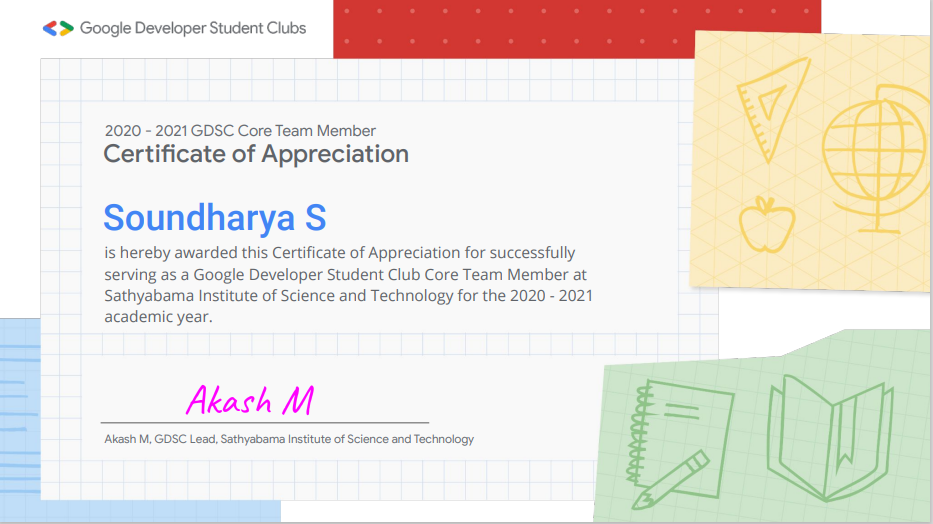 Google Developer Student Clubs
2020 - 2021 GDSC Core Team Member
Certificate of Appreciation
Soundharya S
is hereby awarded this Certificate of Appreciation for successfully
serving as a Google Developer Student Club Core Team Member at
Sathyabama Institute of Science and Technology for the 2020 - 2021
academic year.
Akash M
Akash M, GDSC Lead, Sathyabama Institute of Science and Technology